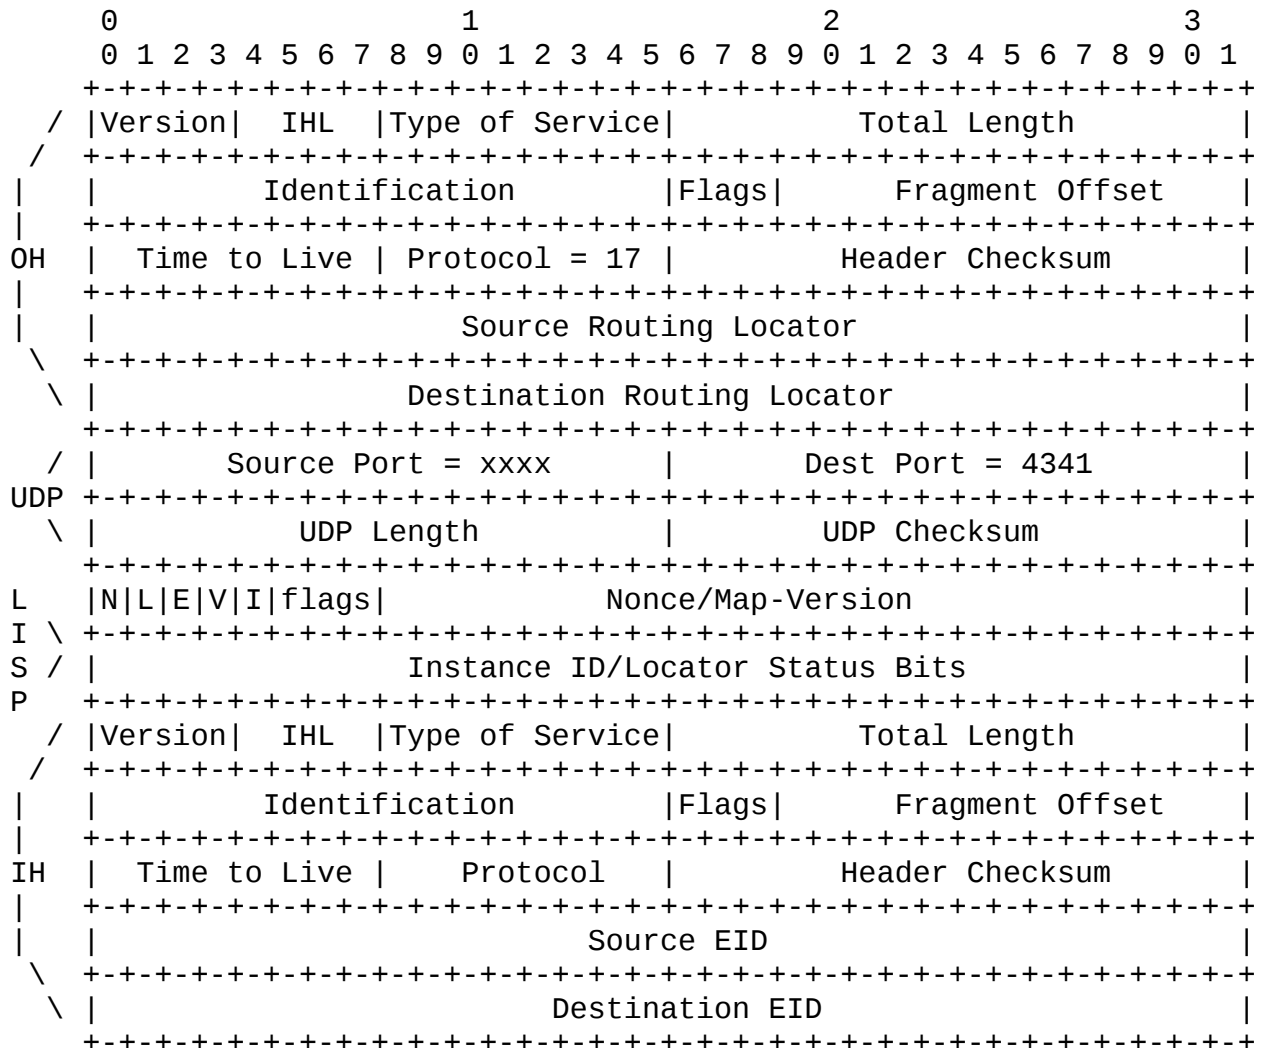 0                   1                   2                   3
       0 1 2 3 4 5 6 7 8 9 0 1 2 3 4 5 6 7 8 9 0 1 2 3 4 5 6 7 8 9 0 1
      +-+-+-+-+-+-+-+-+-+-+-+-+-+-+-+-+-+-+-+-+-+-+-+-+-+-+-+-+-+-+-+-+
    / |Version|  IHL  |Type of Service|          Total Length         |
   /  +-+-+-+-+-+-+-+-+-+-+-+-+-+-+-+-+-+-+-+-+-+-+-+-+-+-+-+-+-+-+-+-+
  |   |         Identification        |Flags|      Fragment Offset    |
  |   +-+-+-+-+-+-+-+-+-+-+-+-+-+-+-+-+-+-+-+-+-+-+-+-+-+-+-+-+-+-+-+-+
  OH  |  Time to Live | Protocol = 17 |         Header Checksum       |
  |   +-+-+-+-+-+-+-+-+-+-+-+-+-+-+-+-+-+-+-+-+-+-+-+-+-+-+-+-+-+-+-+-+
  |   |                    Source Routing Locator                     |
   \  +-+-+-+-+-+-+-+-+-+-+-+-+-+-+-+-+-+-+-+-+-+-+-+-+-+-+-+-+-+-+-+-+
    \ |                 Destination Routing Locator                   |
      +-+-+-+-+-+-+-+-+-+-+-+-+-+-+-+-+-+-+-+-+-+-+-+-+-+-+-+-+-+-+-+-+
    / |       Source Port = xxxx      |       Dest Port = 4341        |
  UDP +-+-+-+-+-+-+-+-+-+-+-+-+-+-+-+-+-+-+-+-+-+-+-+-+-+-+-+-+-+-+-+-+
    \ |           UDP Length          |        UDP Checksum           |
      +-+-+-+-+-+-+-+-+-+-+-+-+-+-+-+-+-+-+-+-+-+-+-+-+-+-+-+-+-+-+-+-+
  L   |N|L|E|V|I|flags|            Nonce/Map-Version                  |
  I \ +-+-+-+-+-+-+-+-+-+-+-+-+-+-+-+-+-+-+-+-+-+-+-+-+-+-+-+-+-+-+-+-+
  S / |                 Instance ID/Locator Status Bits               |
  P   +-+-+-+-+-+-+-+-+-+-+-+-+-+-+-+-+-+-+-+-+-+-+-+-+-+-+-+-+-+-+-+-+
    / |Version|  IHL  |Type of Service|          Total Length         |
   /  +-+-+-+-+-+-+-+-+-+-+-+-+-+-+-+-+-+-+-+-+-+-+-+-+-+-+-+-+-+-+-+-+
  |   |         Identification        |Flags|      Fragment Offset    |
  |   +-+-+-+-+-+-+-+-+-+-+-+-+-+-+-+-+-+-+-+-+-+-+-+-+-+-+-+-+-+-+-+-+
  IH  |  Time to Live |    Protocol   |         Header Checksum       |
  |   +-+-+-+-+-+-+-+-+-+-+-+-+-+-+-+-+-+-+-+-+-+-+-+-+-+-+-+-+-+-+-+-+
  |   |                           Source EID                          |
   \  +-+-+-+-+-+-+-+-+-+-+-+-+-+-+-+-+-+-+-+-+-+-+-+-+-+-+-+-+-+-+-+-+
    \ |                         Destination EID                       |
      +-+-+-+-+-+-+-+-+-+-+-+-+-+-+-+-+-+-+-+-+-+-+-+-+-+-+-+-+-+-+-+-+